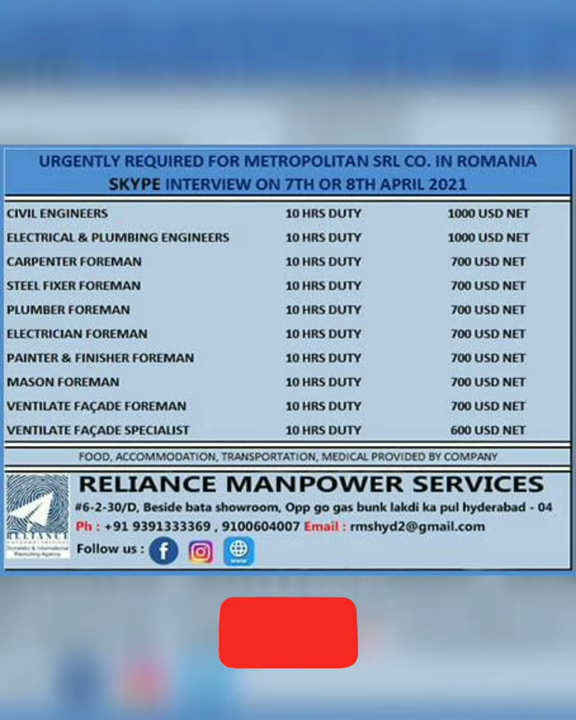 URGENTLY REQUIRED FOR METROPOLITAN SRL CO. IN ROMANIA
SKYPE INTERVIEW ON 7TH OR 8TH APRIL 2021
CIVIL ENGINEERS 10 HRS DUTY 1000 USD NET
ELECTRICAL & PLUMBING ENGINEERS 10 HRS DUTY 1000 USD NET
CARPENTER FOREMAN 10 HRS DUTY 700 USD NET
STEEL FIXER FOREMAN 10 HRS DUTY 700 USD NET
PLUMBER FOREMAN 10 HRS DUTY 700 USD NET
ELECTRICIAN FOREMAN 10 HRS DUTY 700 USD NET
PAINTER & FINISHER FOREMAN 10 HRS DUTY 700 USD NET
MASON FOREMAN 10 HRS DUTY 700 USD NET
VENTILATE FAÇADE FOREMAN 10 HRS DUTY 700 USD NET
VENTILATE FAÇADE SPECIALIST 10 HRS DUTY 600 USD NET
FOOD, ACCOMMODATION, TRANSPORTATION, MEDICAL PROVIDED BY COMPANY
RELIANCE MANPOWER SERVICES
#6-2-30/D, Beside bata showroom, Opp go gas bunk lakdi ka pul hyderabad - 04
Ph : +91 9391333369 , 9100604007 Email : rmshyd2@gmail.com
RELIANCE
Domestic & International
Recruiting Agency
Follow us :
www